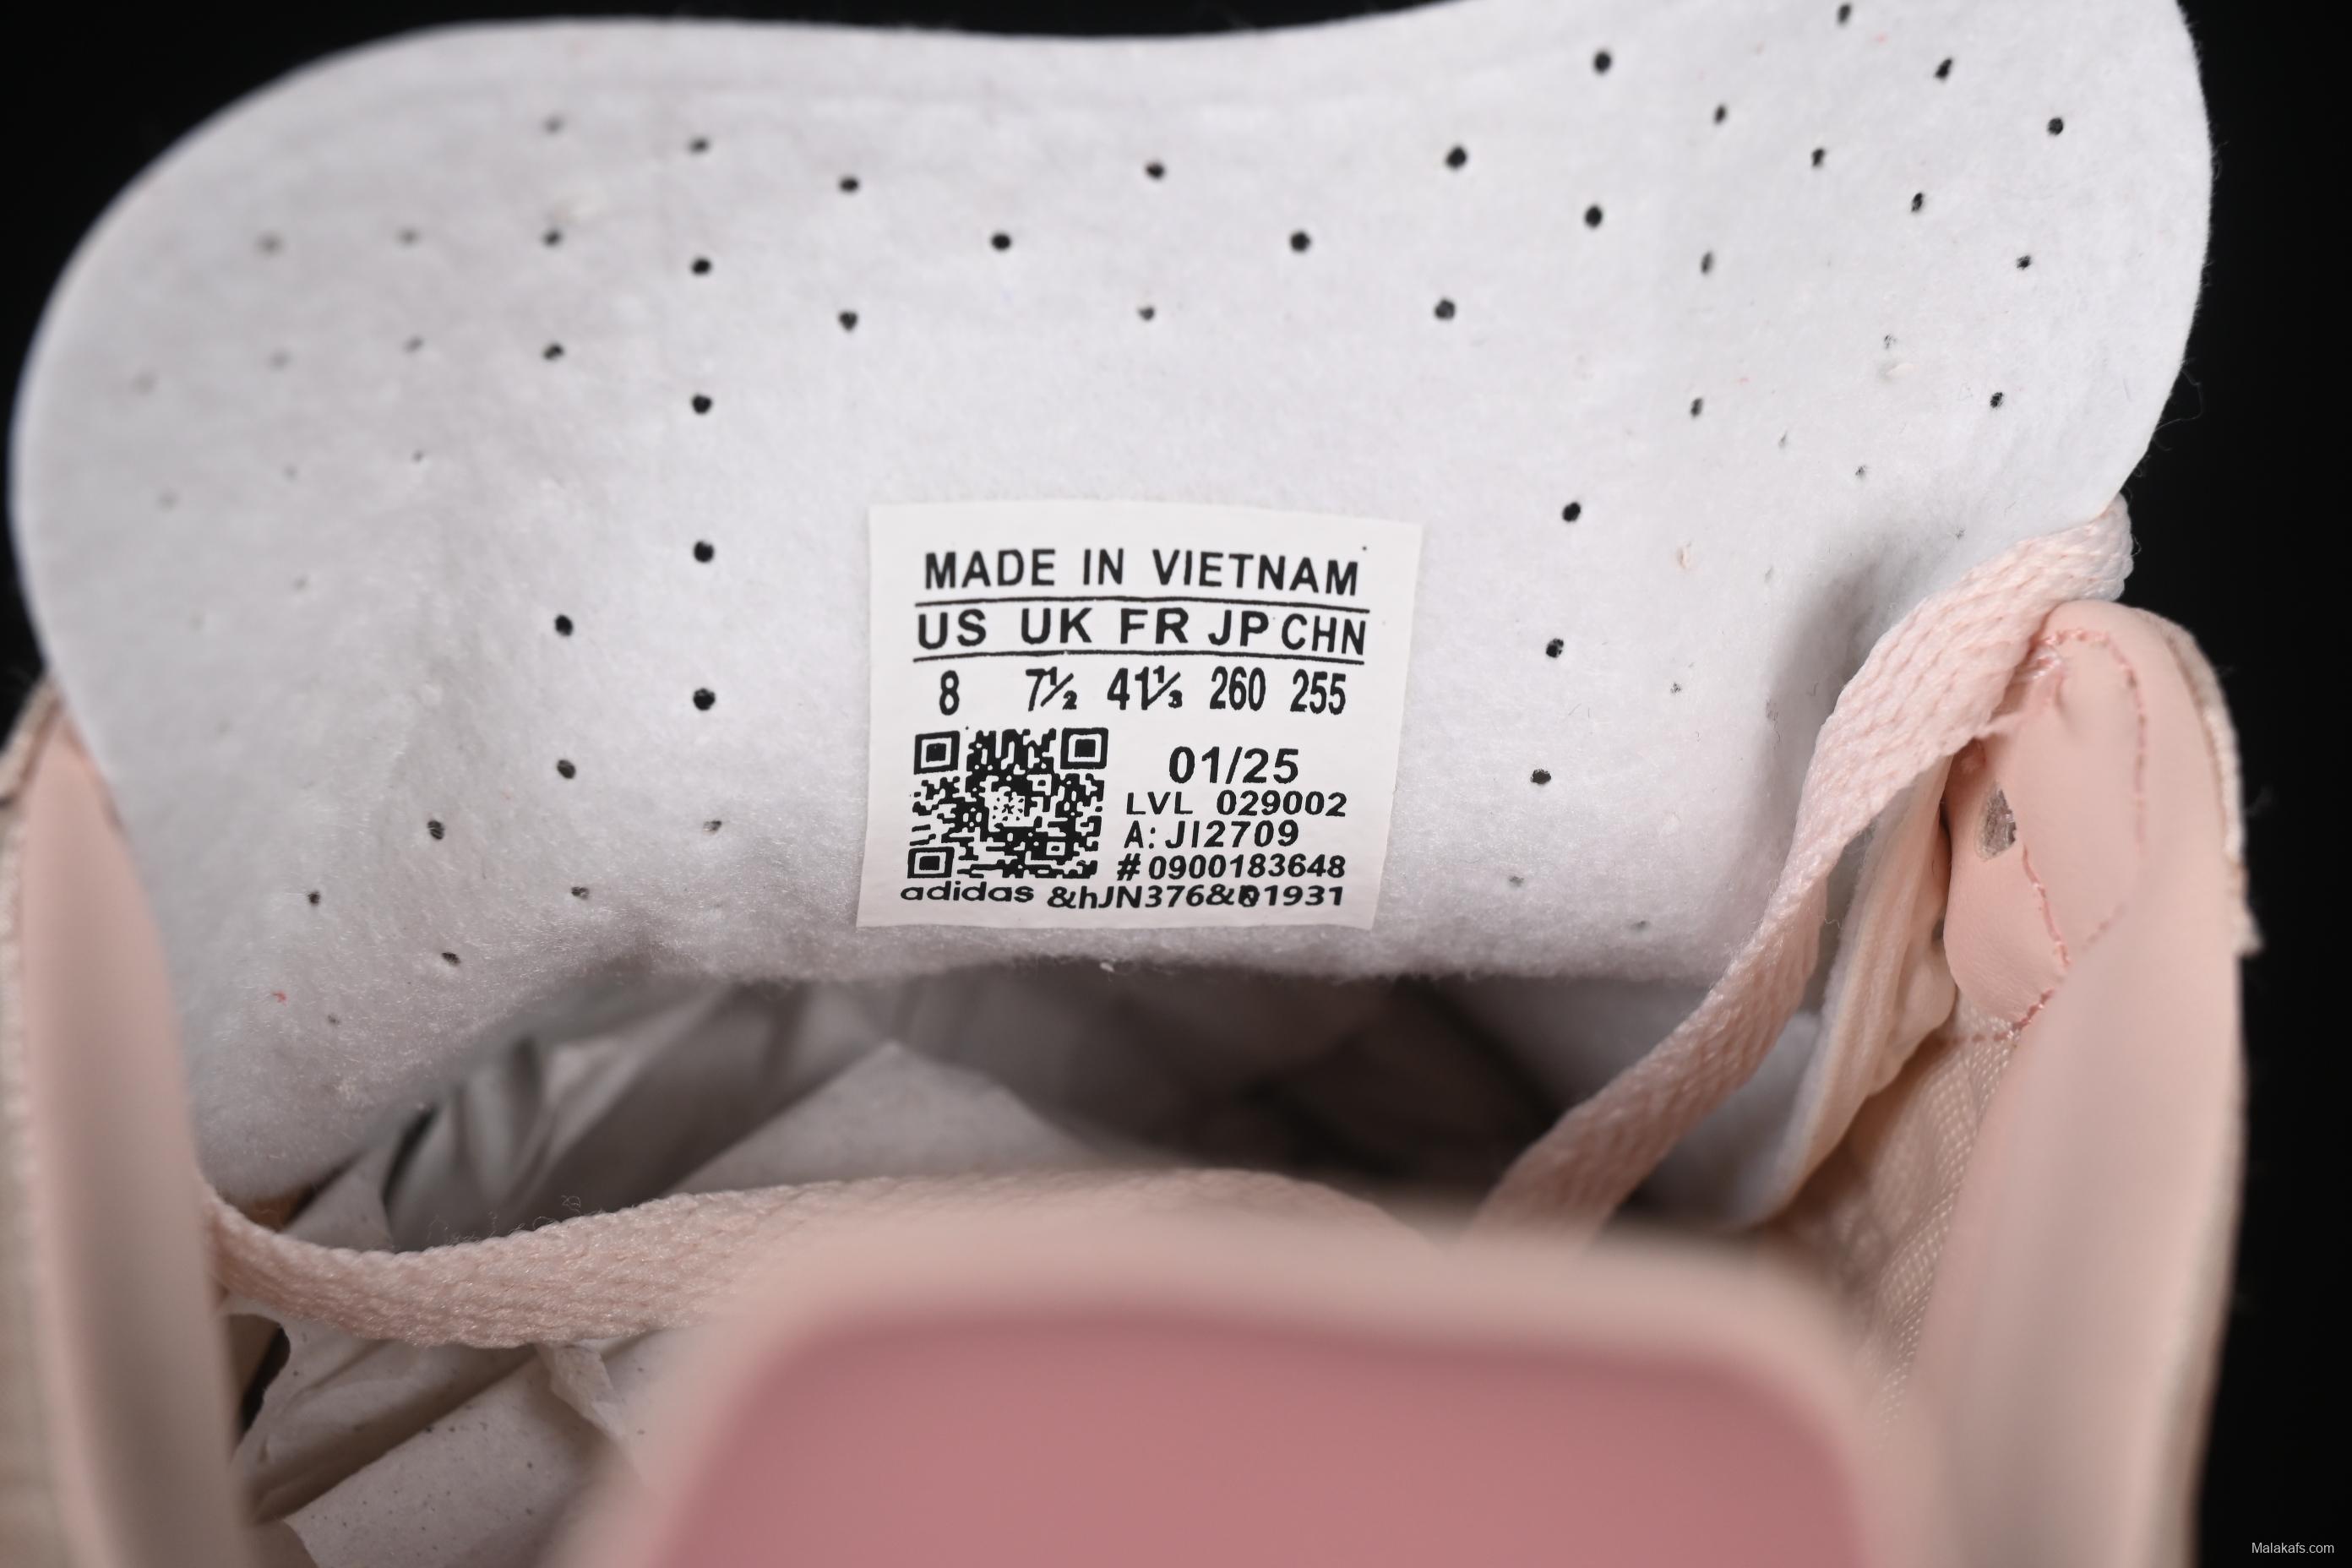 MADE IN VIETNAM
US UK FR JP CHN
8 7½ 41⅓ 260 255
01/25
LVL 029002
A: JI2709
#0900183648
adidas &hJN376&
Malakafs.com